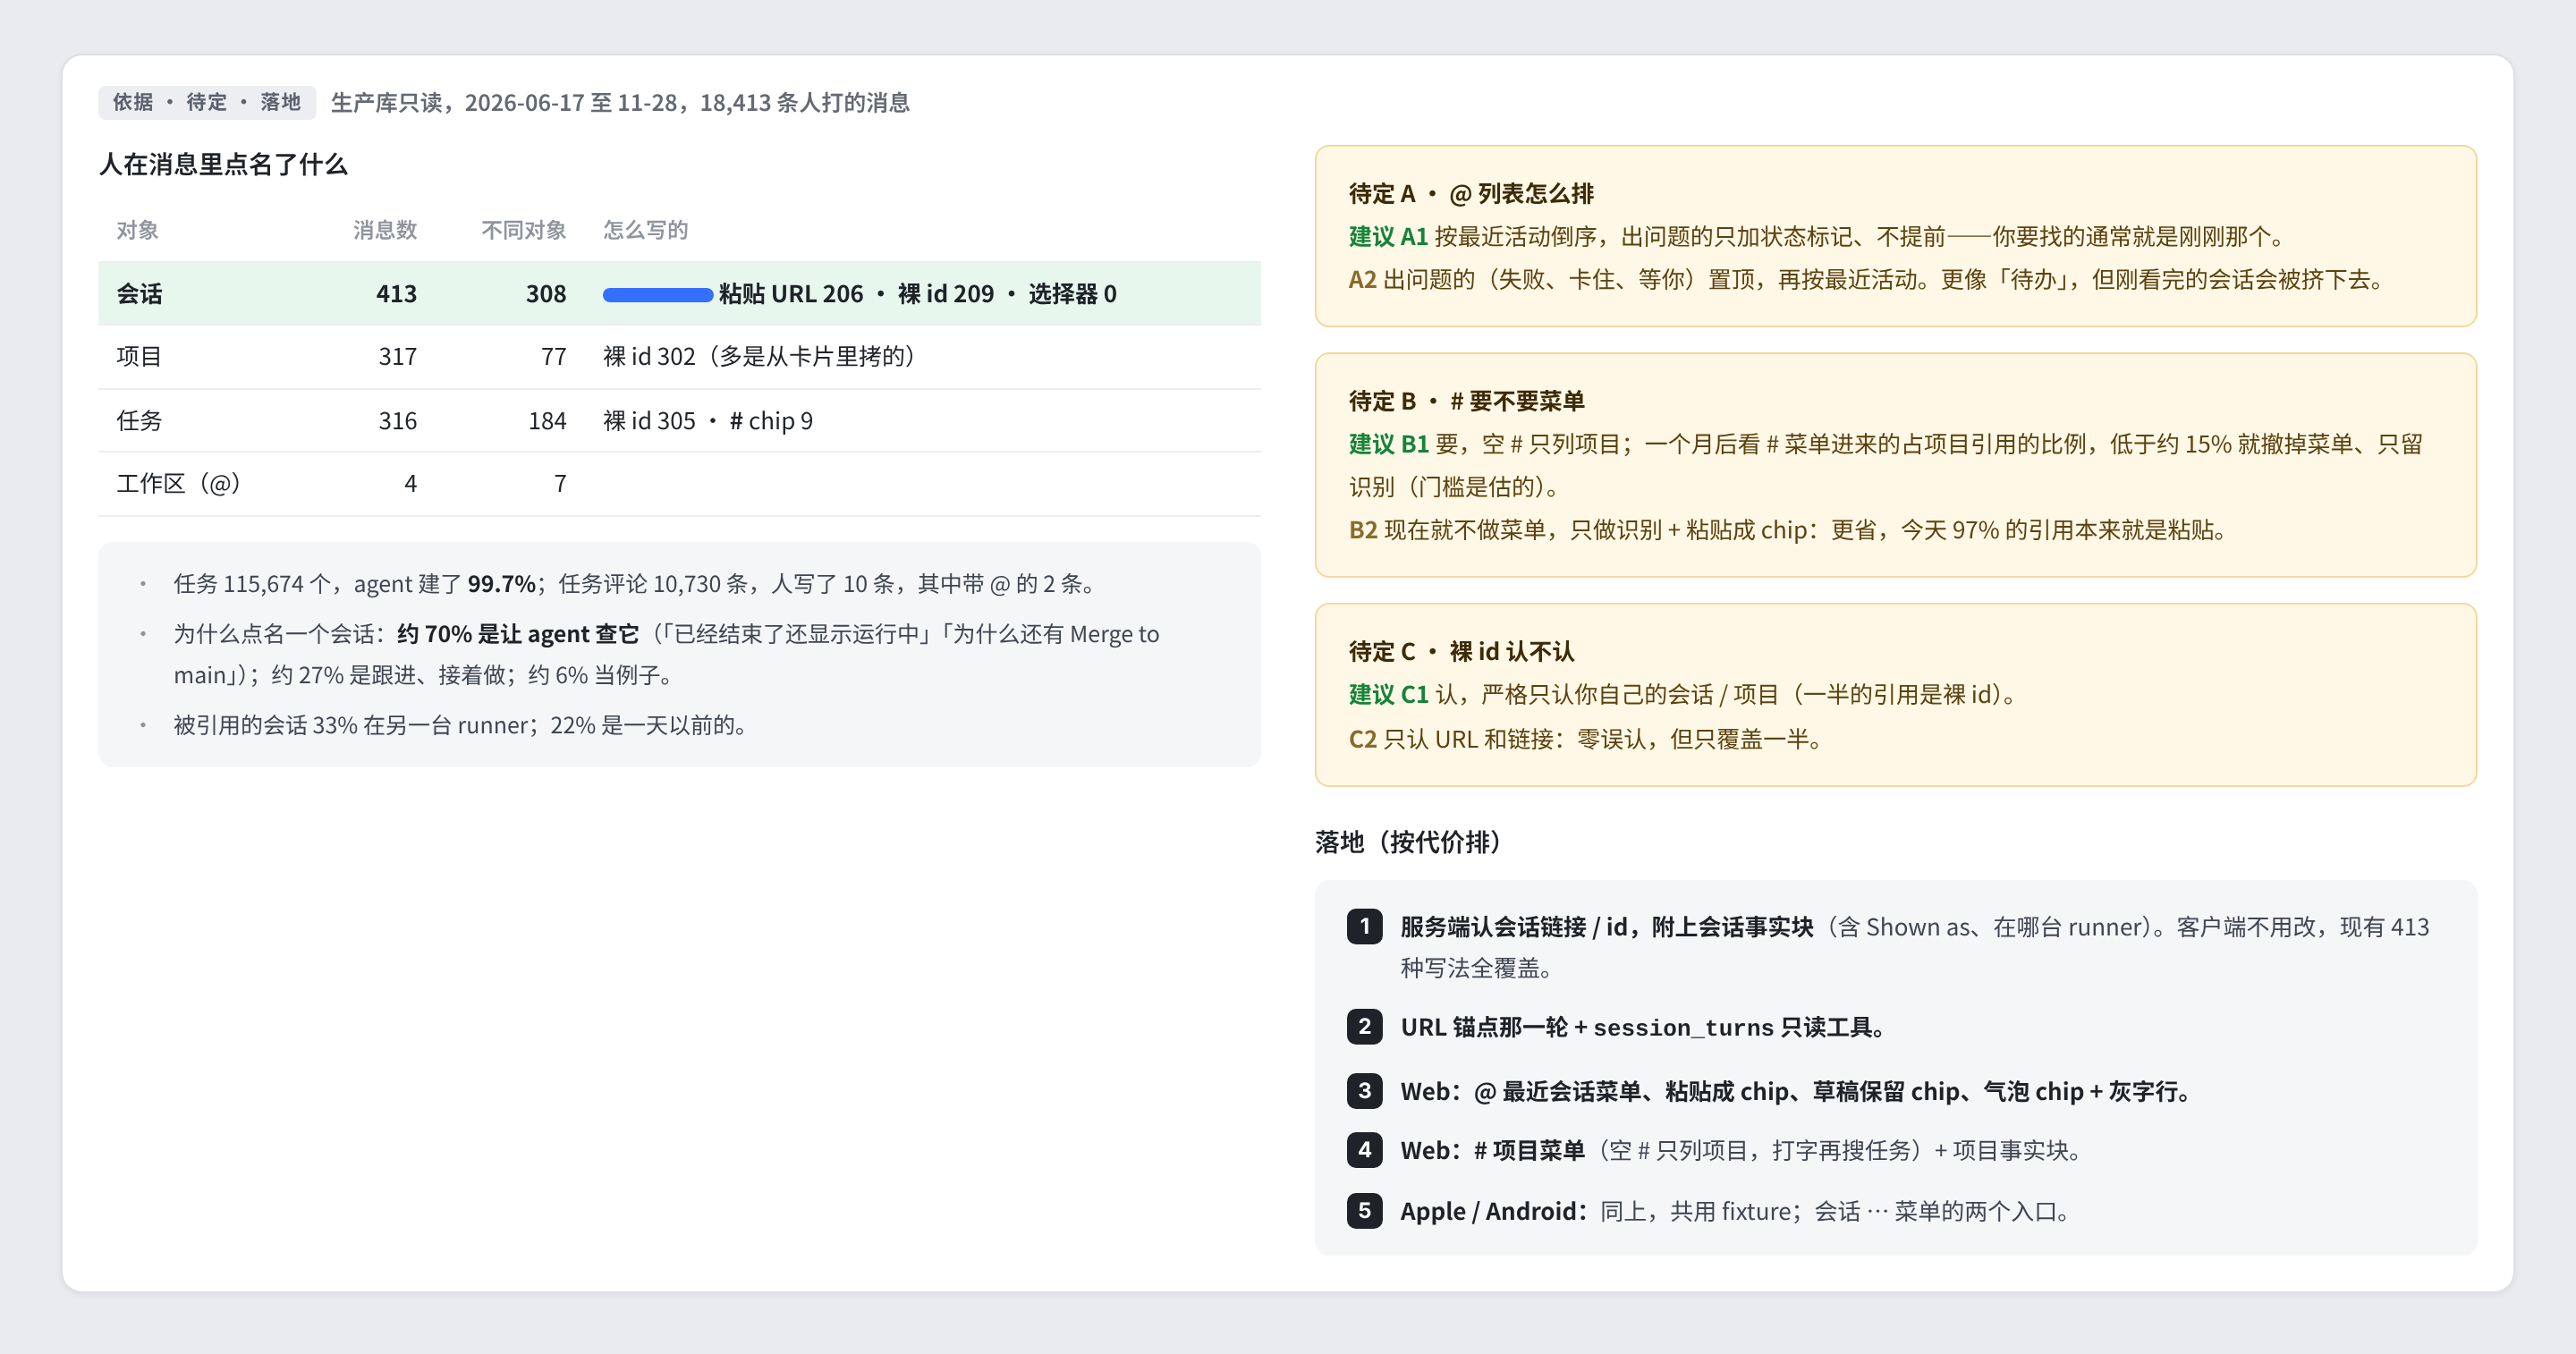 依据 · 待定 · 落地 生产库只读，2026-06-17 至 11-28，18,413 条人打的消息
人在消息里点名了什么
对象 消息数 不同对象 怎么写的
会话 413 308 粘贴 URL 206 · 裸 id 209 · 选择器 0
项目 317 77 裸 id 302（多是从卡片里拷的）
任务 316 184 裸 id 305 · # chip 9
工作区（@） 4 7
· 任务 115,674 个，agent 建了 99.7%；任务评论 10,730 条，人写了 10 条，其中带 @ 的 2 条。
· 为什么点名一个会话：约 70% 是让 agent 查它（「已经结束了还显示运行中」「为什么还有 Merge to
main」）；约 27% 是跟进、接着做；约 6% 当例子。
· 被引用的会话 33% 在另一台 runner；22% 是一天以前的。
待定 A · @ 列表怎么排
建议 A1 按最近活动倒序，出问题的只加状态标记、不提前——你要找的通常就是刚刚那个。
A2 出问题的（失败、卡住、等你）置顶，再按最近活动。更像「待办」，但刚看完的会话会被挤下去。
待定 B · # 要不要菜单
建议 B1 要，空 # 只列项目；一个月后看 # 菜单进来的占项目引用的比例，低于约 15% 就撤掉菜单、只留
识别（门槛是估的）。
B2 现在就不做菜单，只做识别 + 粘贴成 chip：更省，今天 97% 的引用本来就是粘贴。
待定 C · 裸 id 认不认
建议 C1 认，严格只认你自己的会话 / 项目（一半的引用是裸 id）。
C2 只认 URL 和链接：零误认，但只覆盖一半。
落地（按代价排）
1 服务端认会话链接 / id，附上会话事实块（含 Shown as、在哪台 runner）。客户端不用改，现有 413
种写法全覆盖。
2 URL 锚点那一轮 + session_turns 只读工具。
3 Web：@ 最近会话菜单、粘贴成 chip、草稿保留 chip、气泡 chip + 灰字行。
4 Web：# 项目菜单（空 # 只列项目，打字再搜任务）+ 项目事实块。
5 Apple / Android：同上，共用 fixture；会话 ··· 菜单的两个入口。